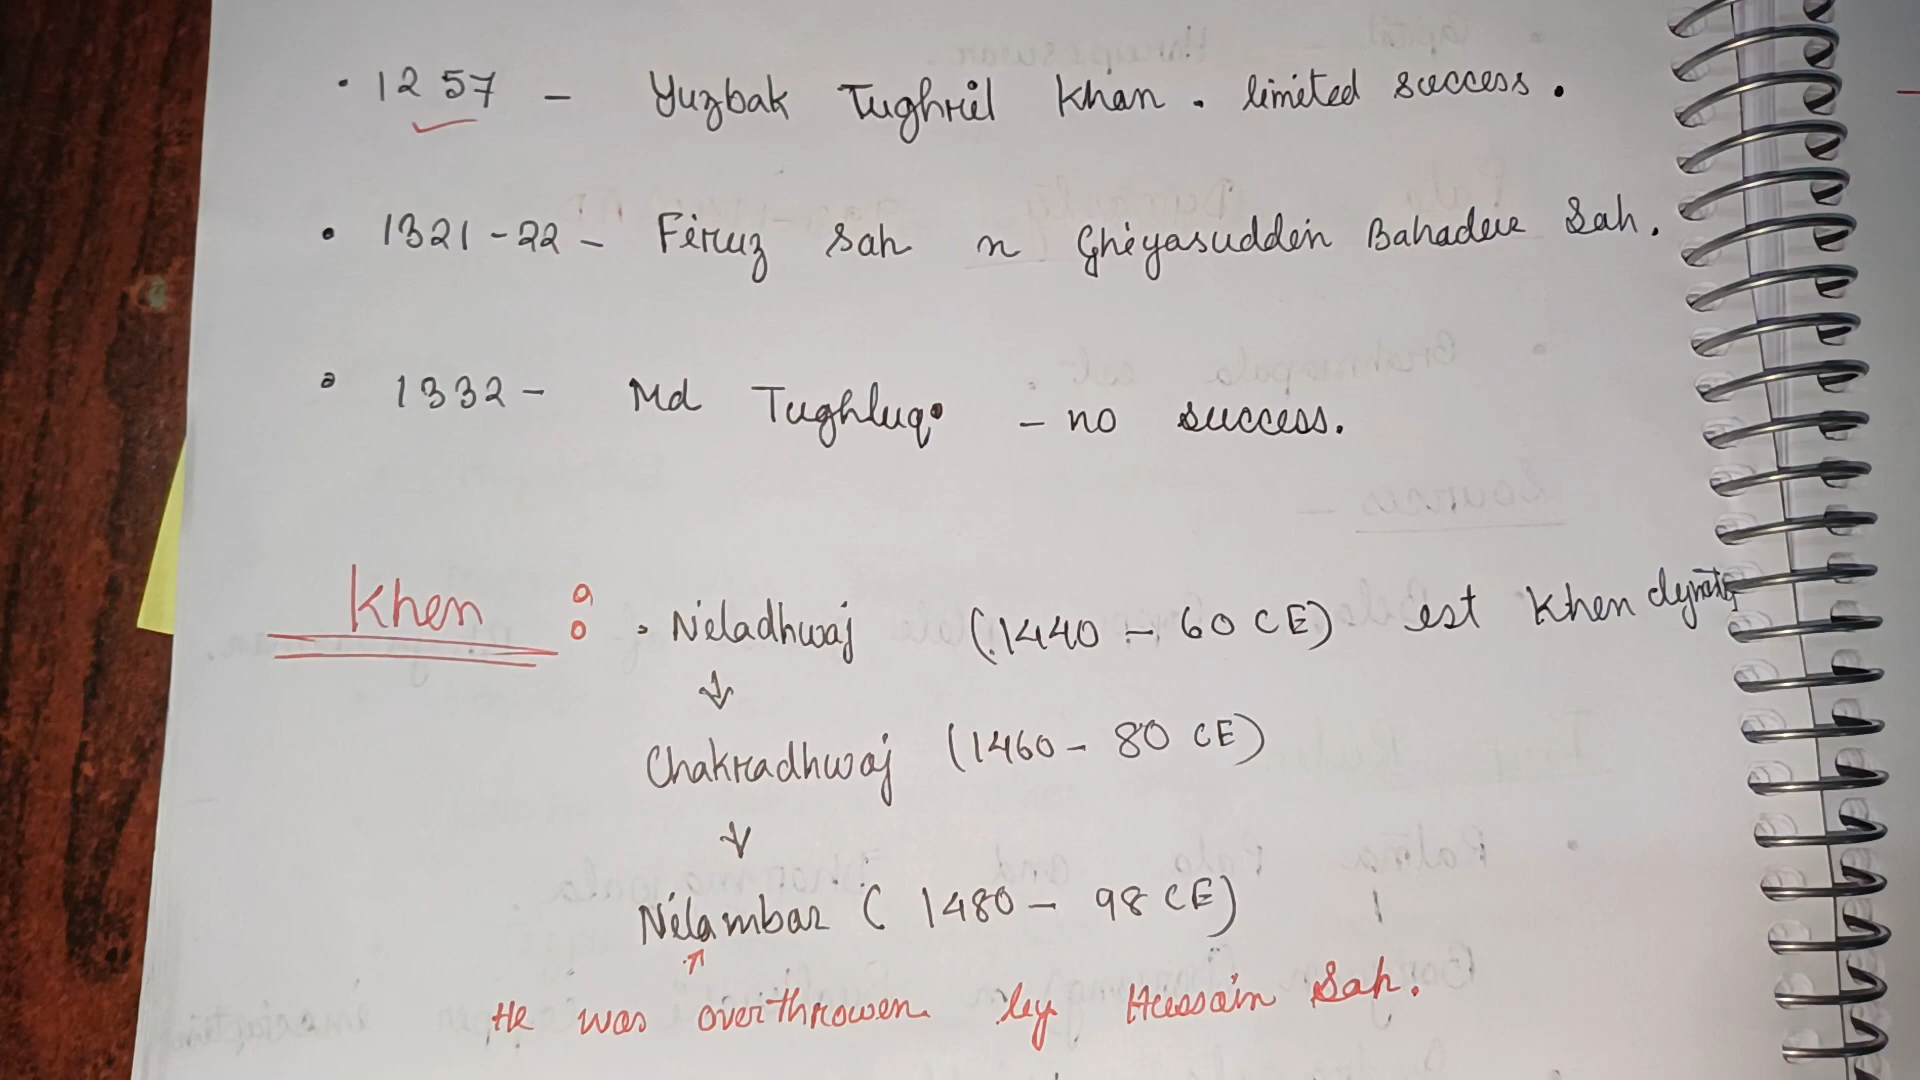 • 1257 – Yuzbak Tughril Khan . limited success .
• 1321-22 – Firuz Sah n Ghiyasuddin Bahadur Sah.
• 1332 – Md Tughluq – no success.
Khen : • Niladhwaj (1440 – 60 CE) est Khen dynasty
↓
Chakradhwaj (1460 – 80 CE)
↓
Nilambar (1480 – 98 CE)
↑
He was overthrowen by Hussain Sah.